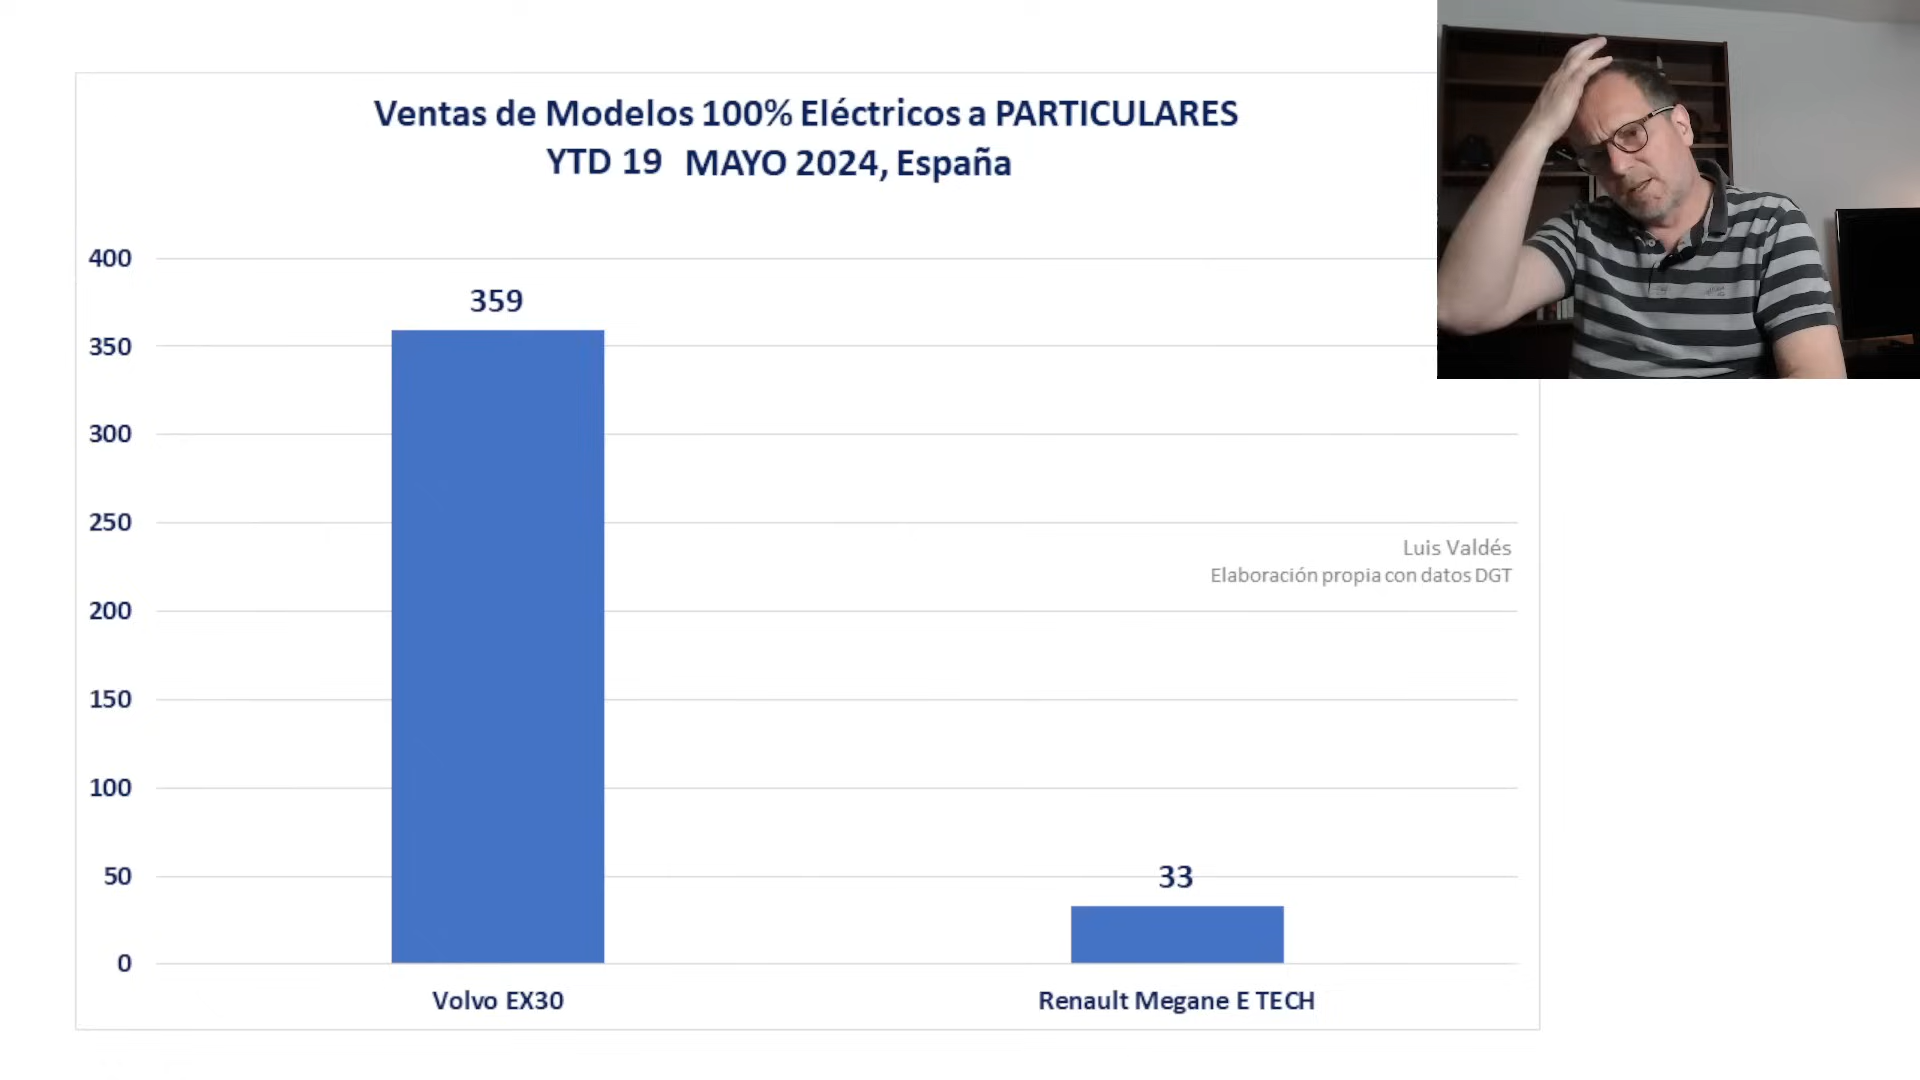 Ventas de Modelos 100% Eléctricos a PARTICULARES
YTD 19 MAYO 2024, España
400
359
350
300
250
Luis Valdés
Elaboración propia con datos DGT
200
150
100
50
33
0
Volvo EX30
Renault Megane E TECH